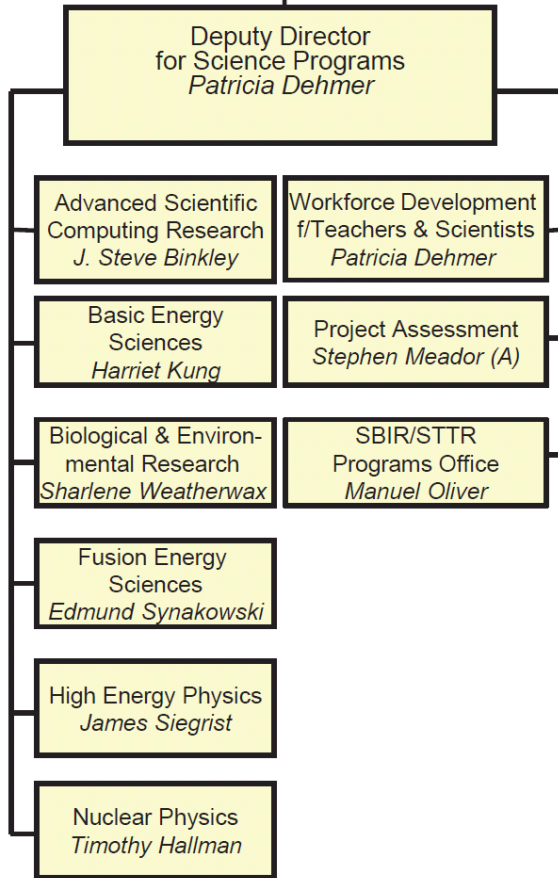 Deputy Director
for Science Programs
Patricia Dehmer
Advanced Scientific
Computing Research
J. Steve Binkley
Workforce Development
f/Teachers & Scientists
Patricia Dehmer
Basic Energy
Sciences
Harriet Kung
Project Assessment
Stephen Meador (A)
Biological & Environ-
mental Research
Sharlene Weatherwax
SBIR/STTR
Programs Office
Manuel Oliver
Fusion Energy
Sciences
Edmund Synakowski
High Energy Physics
James Siegrist
Nuclear Physics
Timothy Hallman